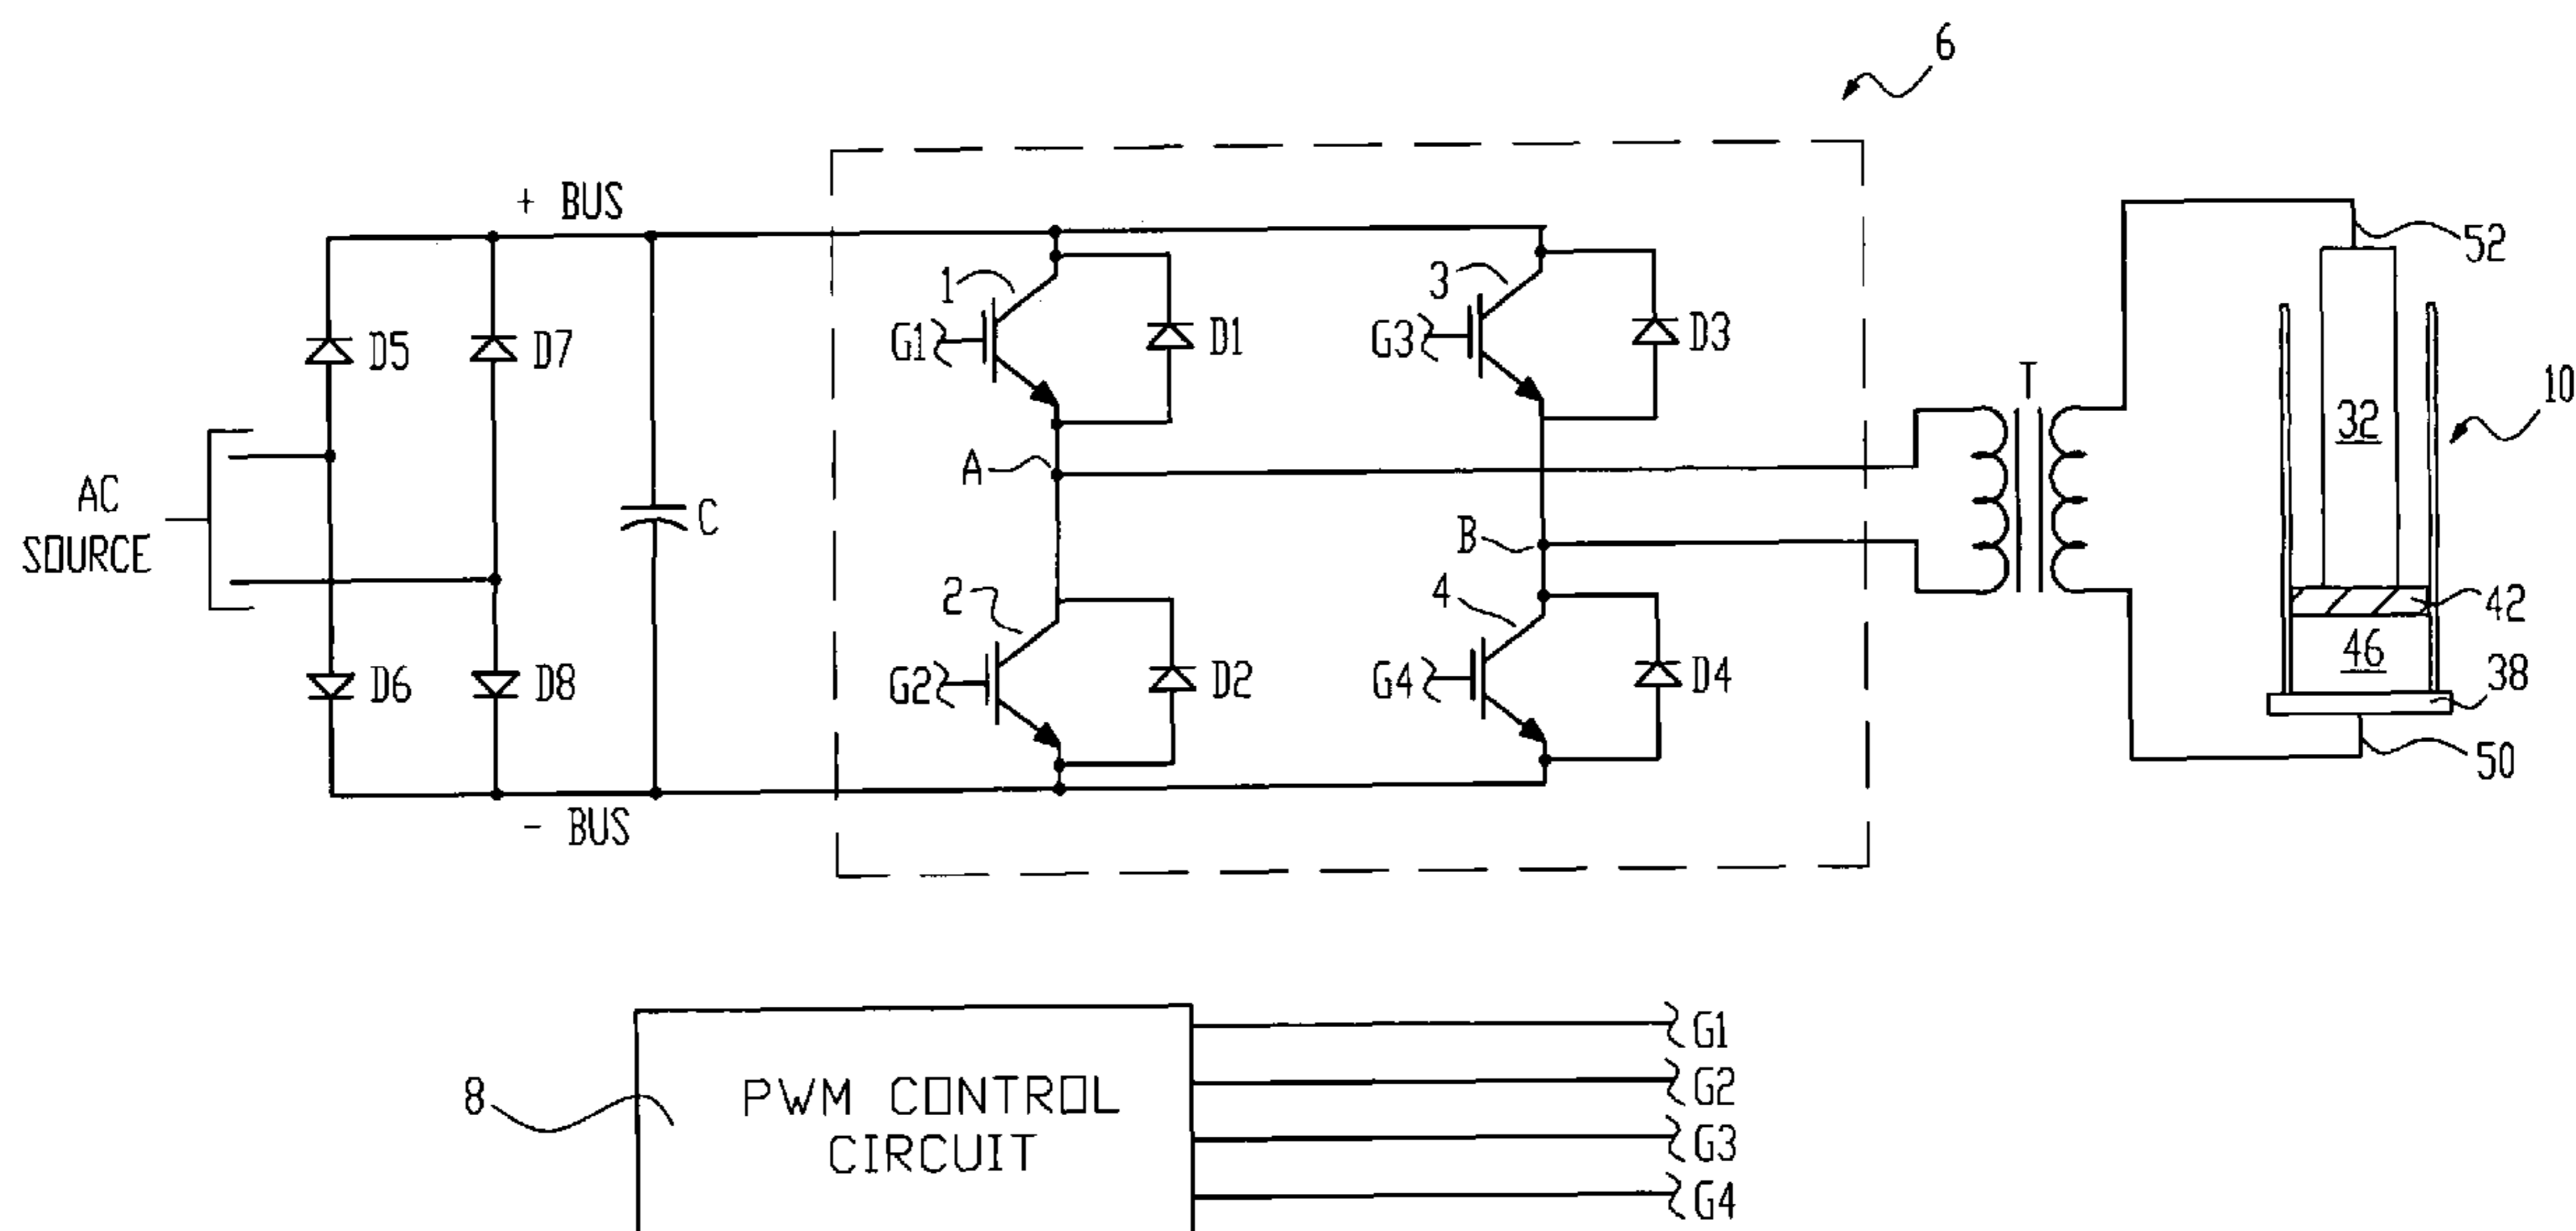 6
+ BUS
52
1
3
G1
D1
G3
D3
D5
D7
T
10
32
AC
SOURCE
A
C
B
2
4
42
46
G2
D2
G4
D4
38
D6
D8
50
- BUS
8
PWM CONTROL
CIRCUIT
G1
G2
G3
G4